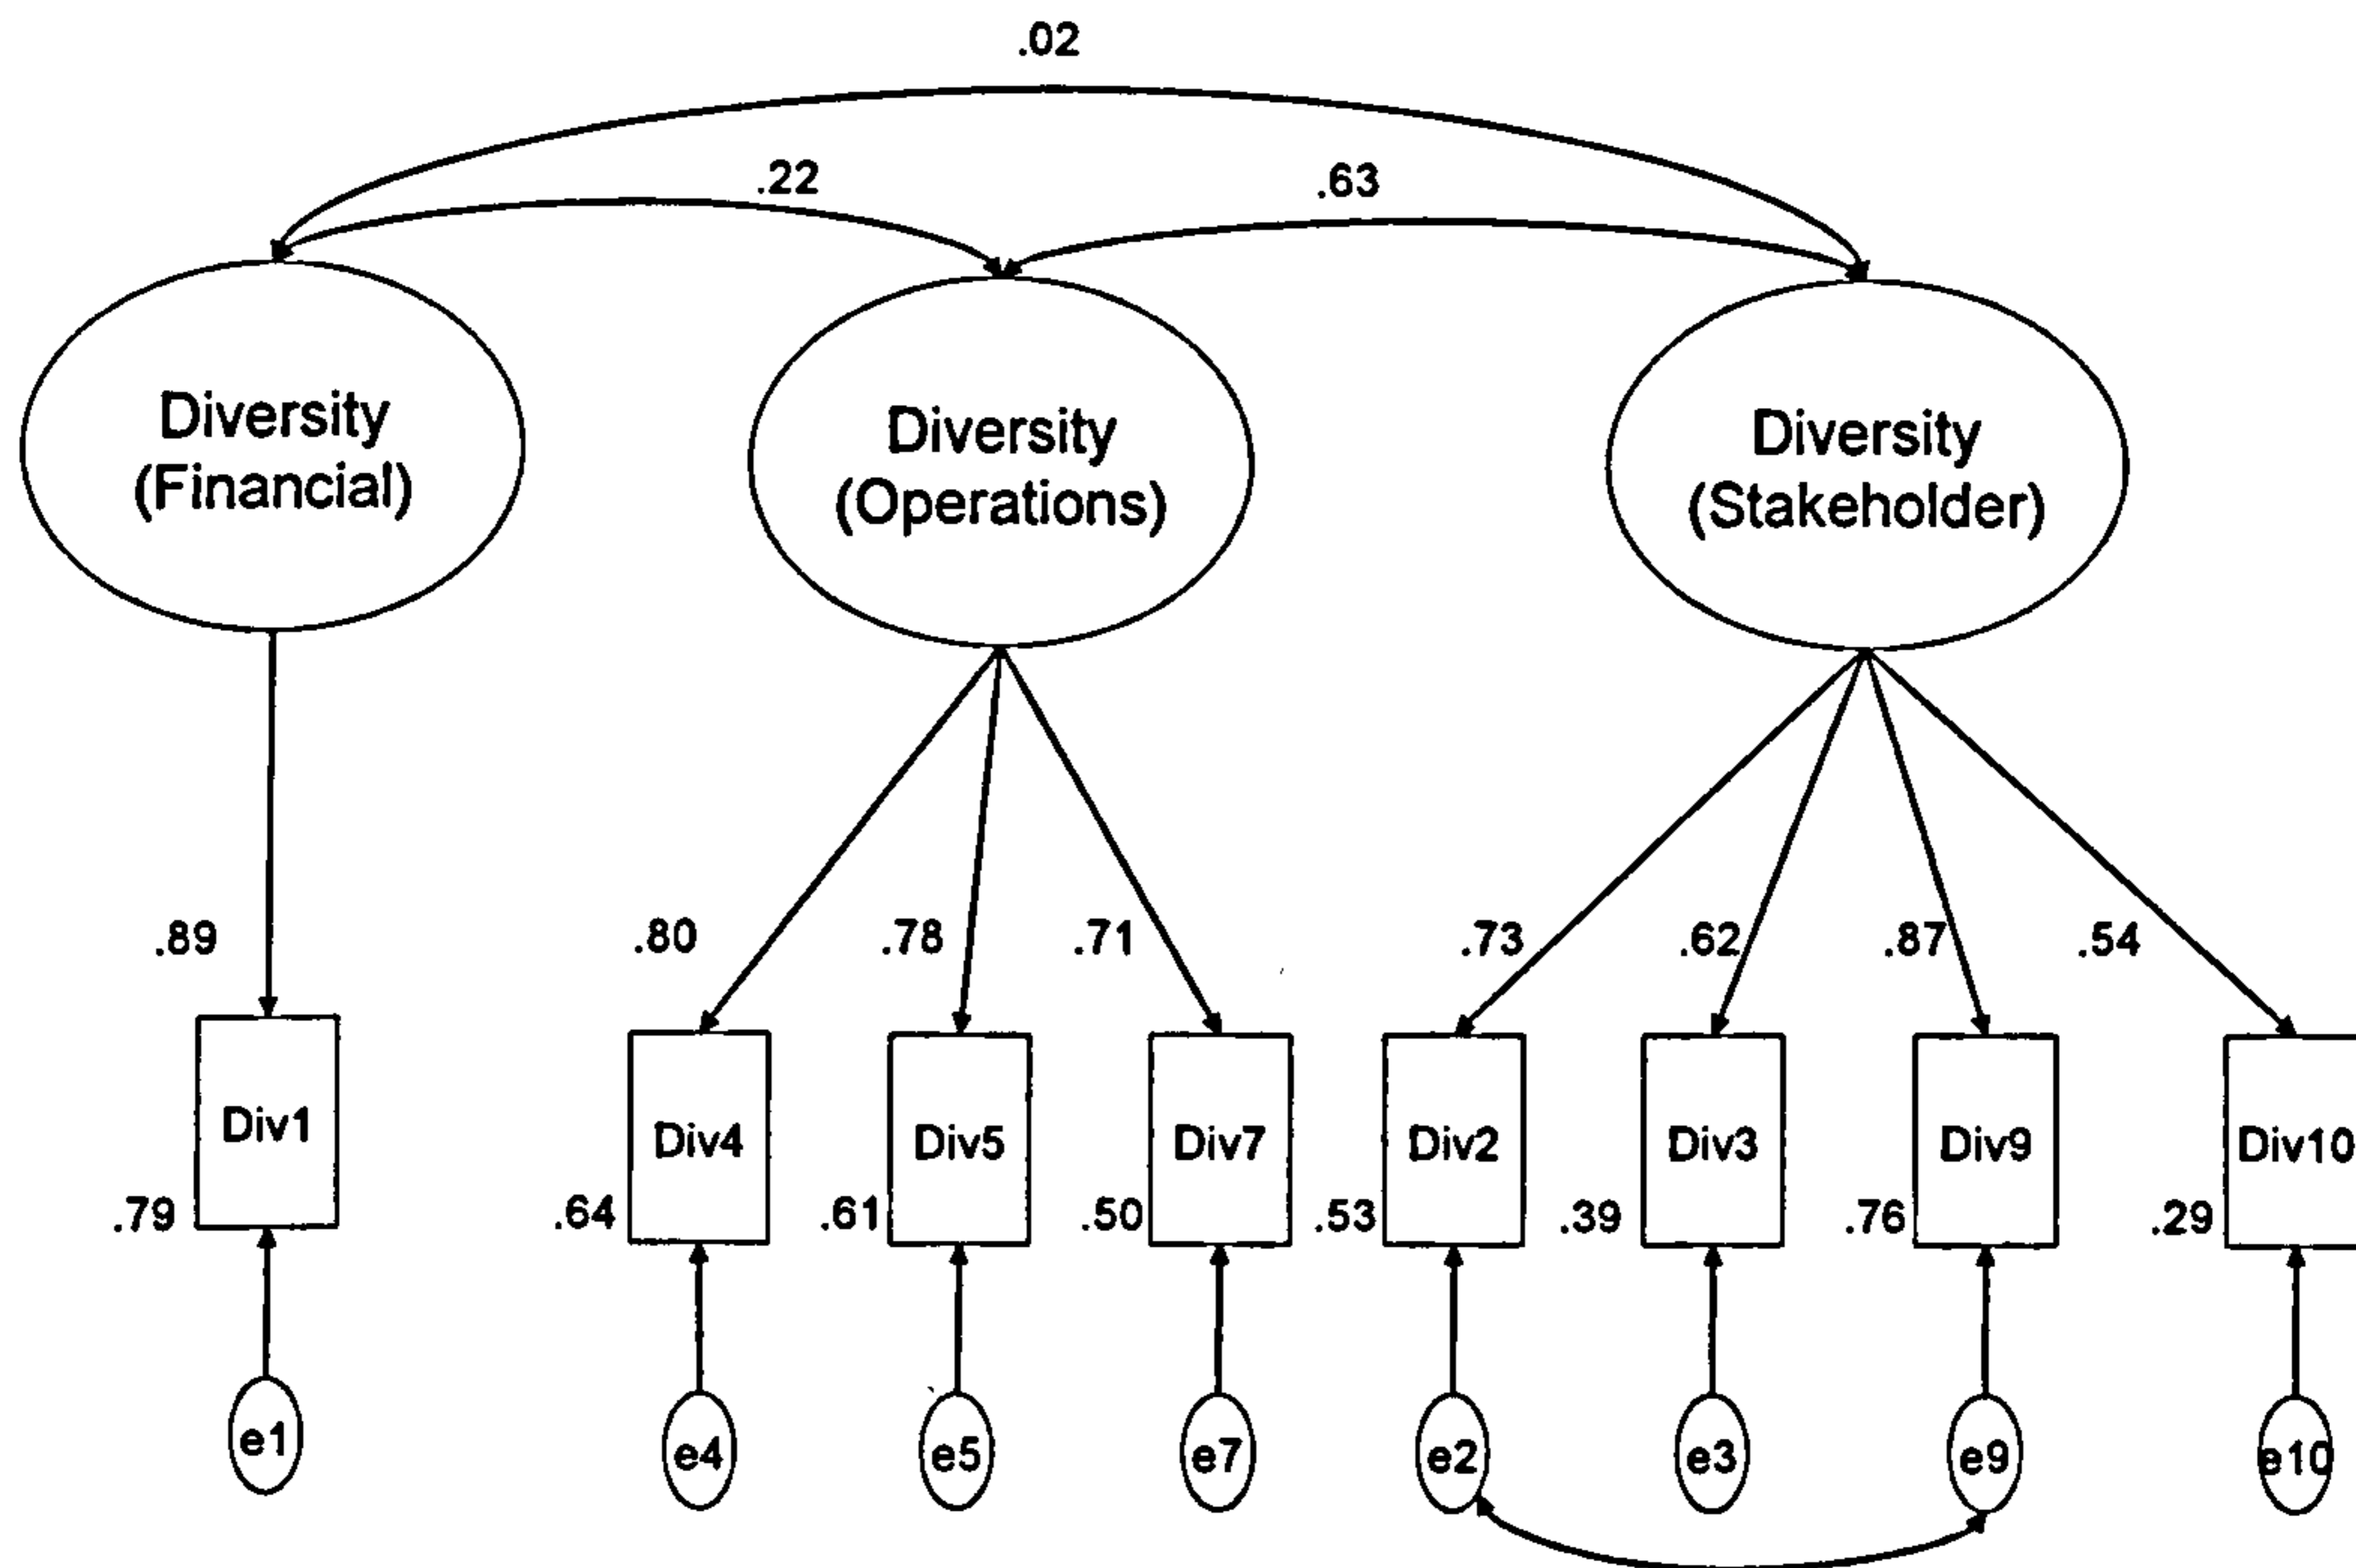 .02
.22 .63
Diversity
(Financial)
Diversity
(Operations)
Diversity
(Stakeholder)
.89 .80 .78 .71 .73 .62 .87 .54
Div1 Div4 Div5 Div7 Div2 Div3 Div9 Div10
.79 .64 .61 .50 .53 .39 .76 .29
e1 e4 e5 e7 e2 e3 e9 e10